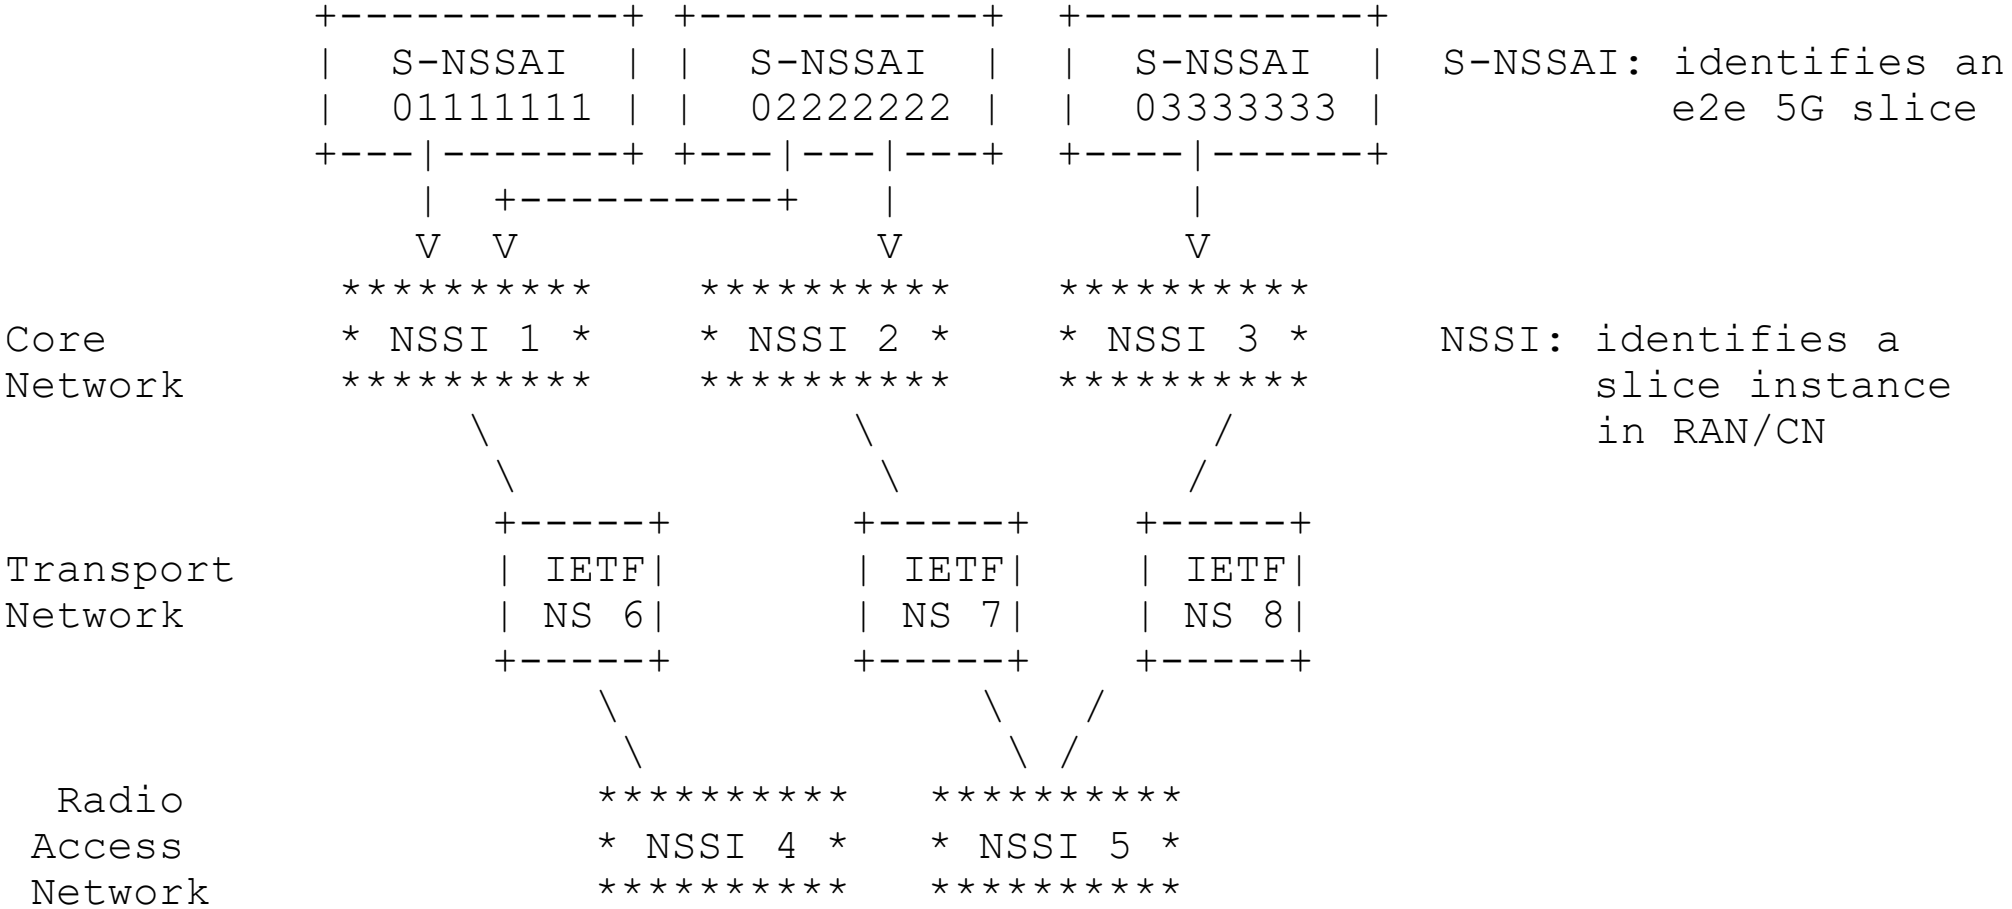 +-----------+ +-----------+  +-----------+
|  S-NSSAI  | |  S-NSSAI  |  |  S-NSSAI  |  S-NSSAI: identifies an
|  01111111 | |  02222222 |  |  03333333 |           e2e 5G slice
+---|-------+ +---|---|---+  +----|------+
|  +----------+   |           |
V  V              V           V
**********    **********    **********
Core         * NSSI 1 *    * NSSI 2 *    * NSSI 3 *     NSSI: identifies a
Network      **********    **********    **********           slice instance
\              \             /              in RAN/CN
\              \           /
+-----+       +-----+    +-----+
Transport          | IETF|       | IETF|    | IETF|
Network            | NS 6|       | NS 7|    | NS 8|
+-----+       +-----+    +-----+
\              \   /
\              \ /
Radio                **********   **********
Access               * NSSI 4 *   * NSSI 5 *
Network              **********   **********